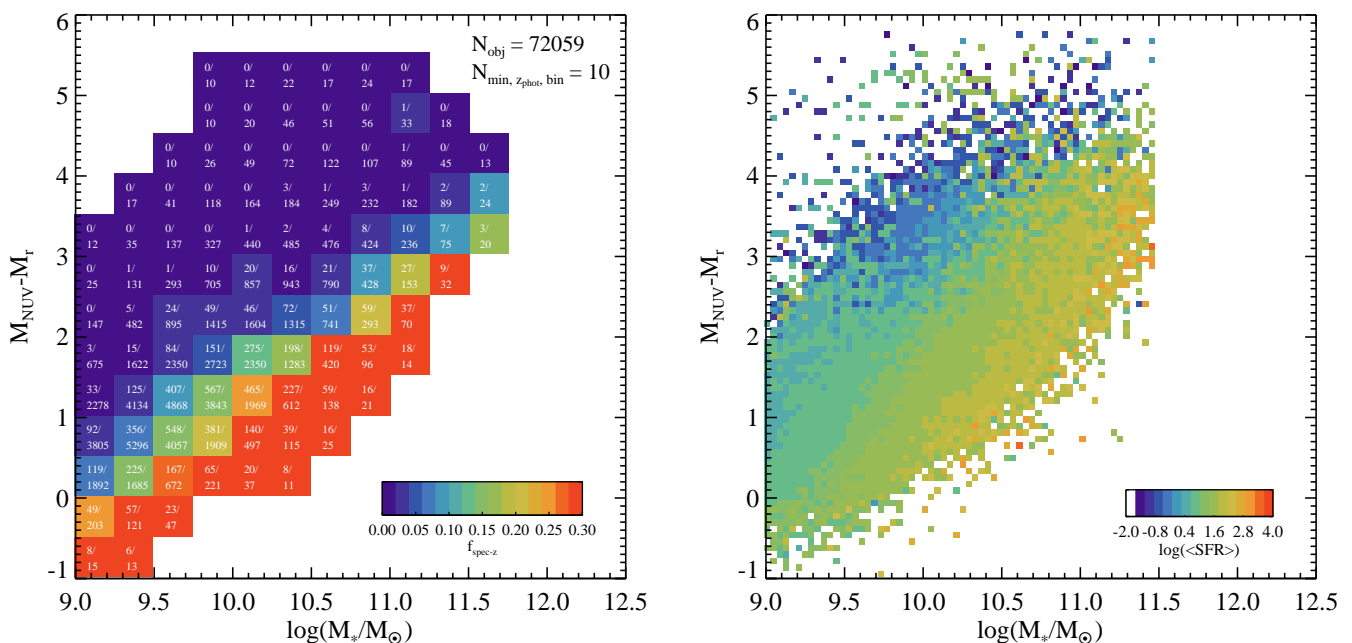 6
N_obj = 72059
N_min, z_phot, bin = 10
0/ 0/ 0/ 0/ 0/ 0/
10 12 22 17 24 17
5
0/ 0/ 0/ 0/ 0/ 1/ 0/
10 20 46 51 56 33 18
0/ 0/ 0/ 0/ 0/ 0/ 1/ 0/ 0/
10 26 49 72 122 107 89 45 13
4
0/ 0/ 0/ 0/ 3/ 1/ 3/ 1/ 2/ 2/
17 41 118 164 184 249 232 182 89 24
0/ 0/ 0/ 0/ 1/ 2/ 4/ 8/ 10/ 7/ 3/
12 35 137 327 440 485 476 424 236 75 20
3
0/ 1/ 1/ 10/ 20/ 16/ 21/ 37/ 27/ 9/
25 131 293 705 857 943 790 428 153 32
0/ 5/ 24/ 49/ 46/ 72/ 51/ 59/ 37/
147 482 895 1415 1604 1315 741 293 70
2
3/ 15/ 84/ 151/ 275/ 198/ 119/ 53/ 18/
675 1622 2350 2723 2350 1283 420 96 14
33/ 125/ 407/ 567/ 465/ 227/ 59/ 16/
2278 4134 4868 3843 1969 612 138 21
1
92/ 356/ 548/ 381/ 140/ 39/ 16/
3805 5296 4057 1909 497 115 25
119/ 225/ 167/ 65/ 20/ 8/
1892 1685 672 221 37 11
0
49/ 57/ 23/
203 121 47
8/ 6/
15 13
-1
M_NUV-M_r
0.00 0.05 0.10 0.15 0.20 0.30
f_spec-z
9.0 9.5 10.0 10.5 11.0 11.5 12.0 12.5
log(M_*/M_⊙)
6
5
4
3
2
1
0
-1
M_NUV-M_r
-2.0 -0.8 0.4 1.6 2.8 4.0
log(<SFR>)
9.0 9.5 10.0 10.5 11.0 11.5 12.0 12.5
log(M_*/M_⊙)